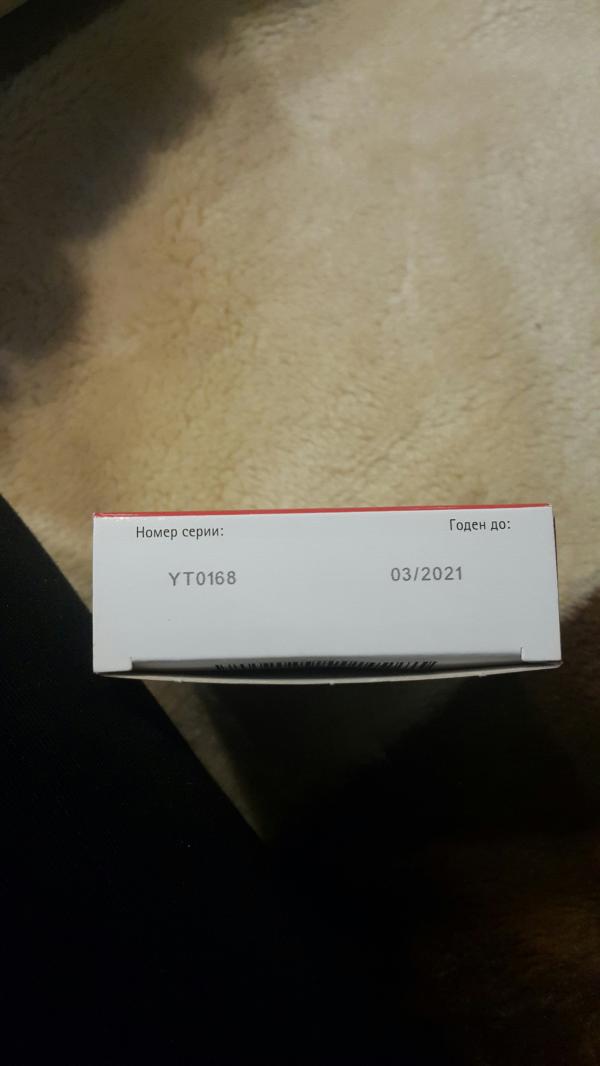 Номер серии:
Годен до:
YT0168
03/2021